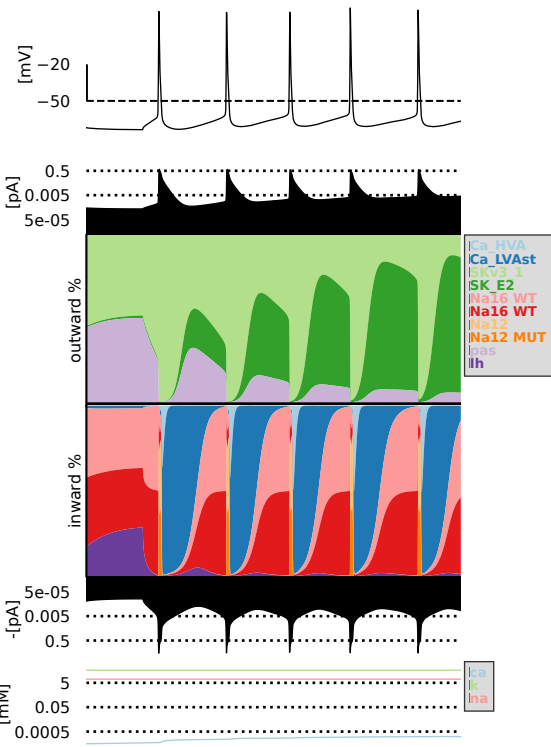 [mV]
−20
−50
[pA]
0.5
0.005
5e-05
outward %
Ca_HVA
Ca_LVAst
SKv3_1
SK_E2
Na16 WT
Na16 WT
Na12
Na12 MUT
pas
Ih
inward %
-[pA]
5e-05
0.005
0.5
[mM]
5
0.05
0.0005
ca
k
na